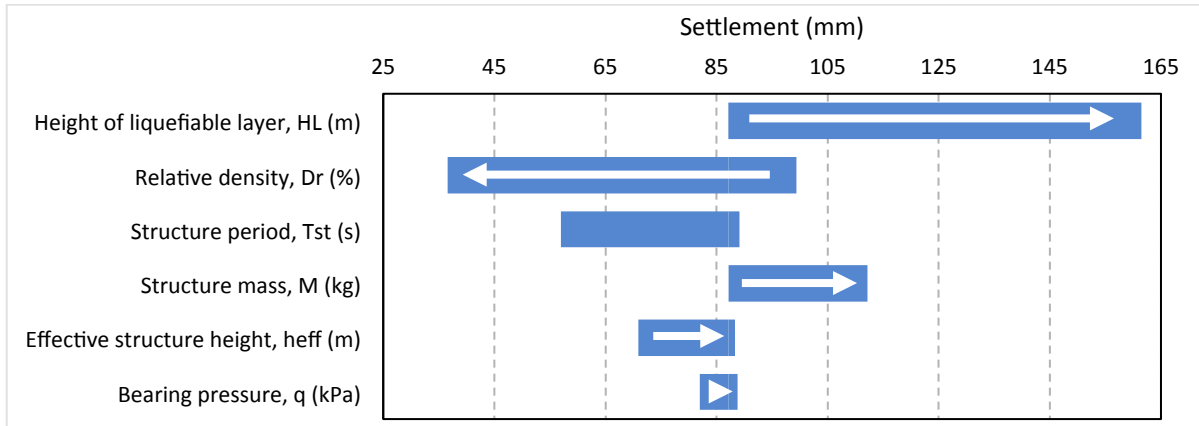 Settlement (mm)
25 45 65 85 105 125 145 165
Height of liquefiable layer, HL (m)
Relative density, Dr (%)
Structure period, Tst (s)
Structure mass, M (kg)
Effective structure height, heff (m)
Bearing pressure, q (kPa)